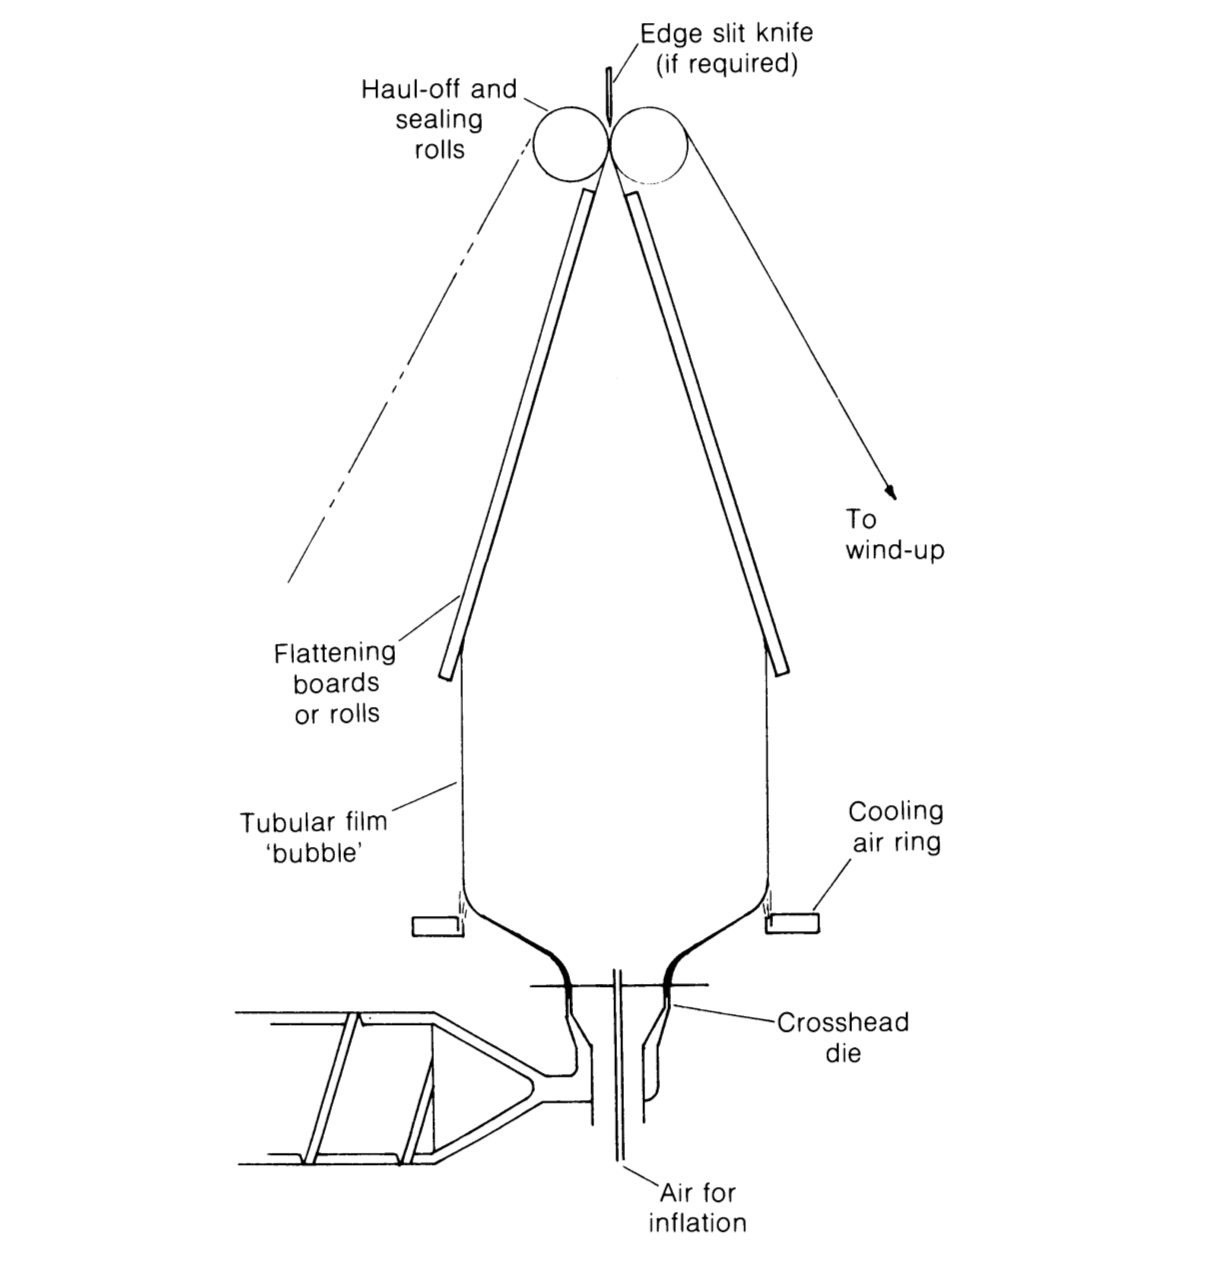 Edge slit knife
(if required)
Haul-off and
sealing
rolls
To
wind-up
Flattening
boards
or rolls
Tubular film
‘bubble’
Cooling
air ring
Crosshead
die
Air for
inflation